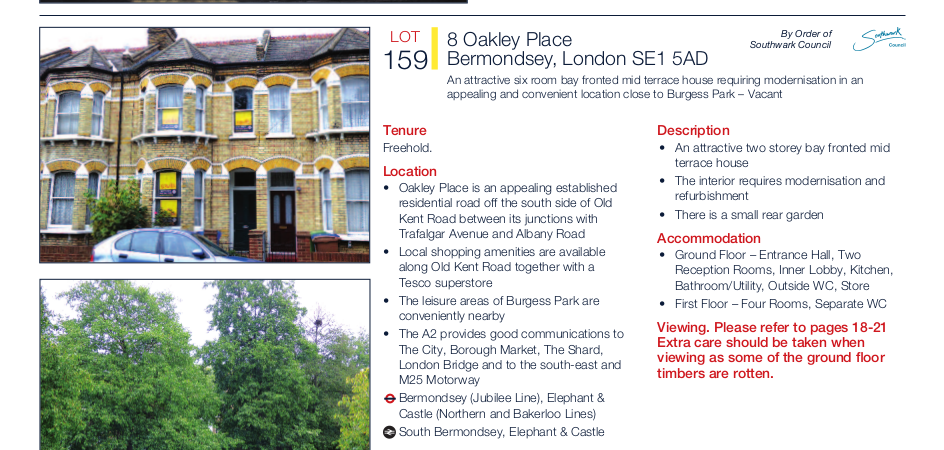 LOT
159
8 Oakley Place
Bermondsey, London SE1 5AD
An attractive six room bay fronted mid terrace house requiring modernisation in an
appealing and convenient location close to Burgess Park – Vacant
By Order of
Southwark Council
Southwark
Council
Tenure
Freehold.
Location
• Oakley Place is an appealing established
residential road off the south side of Old
Kent Road between its junctions with
Trafalgar Avenue and Albany Road
• Local shopping amenities are available
along Old Kent Road together with a
Tesco superstore
• The leisure areas of Burgess Park are
conveniently nearby
• The A2 provides good communications to
The City, Borough Market, The Shard,
London Bridge and to the south-east and
M25 Motorway
Bermondsey (Jubilee Line), Elephant &
Castle (Northern and Bakerloo Lines)
South Bermondsey, Elephant & Castle
Description
• An attractive two storey bay fronted mid
terrace house
• The interior requires modernisation and
refurbishment
• There is a small rear garden
Accommodation
• Ground Floor – Entrance Hall, Two
Reception Rooms, Inner Lobby, Kitchen,
Bathroom/Utility, Outside WC, Store
• First Floor – Four Rooms, Separate WC
Viewing. Please refer to pages 18-21
Extra care should be taken when
viewing as some of the ground floor
timbers are rotten.